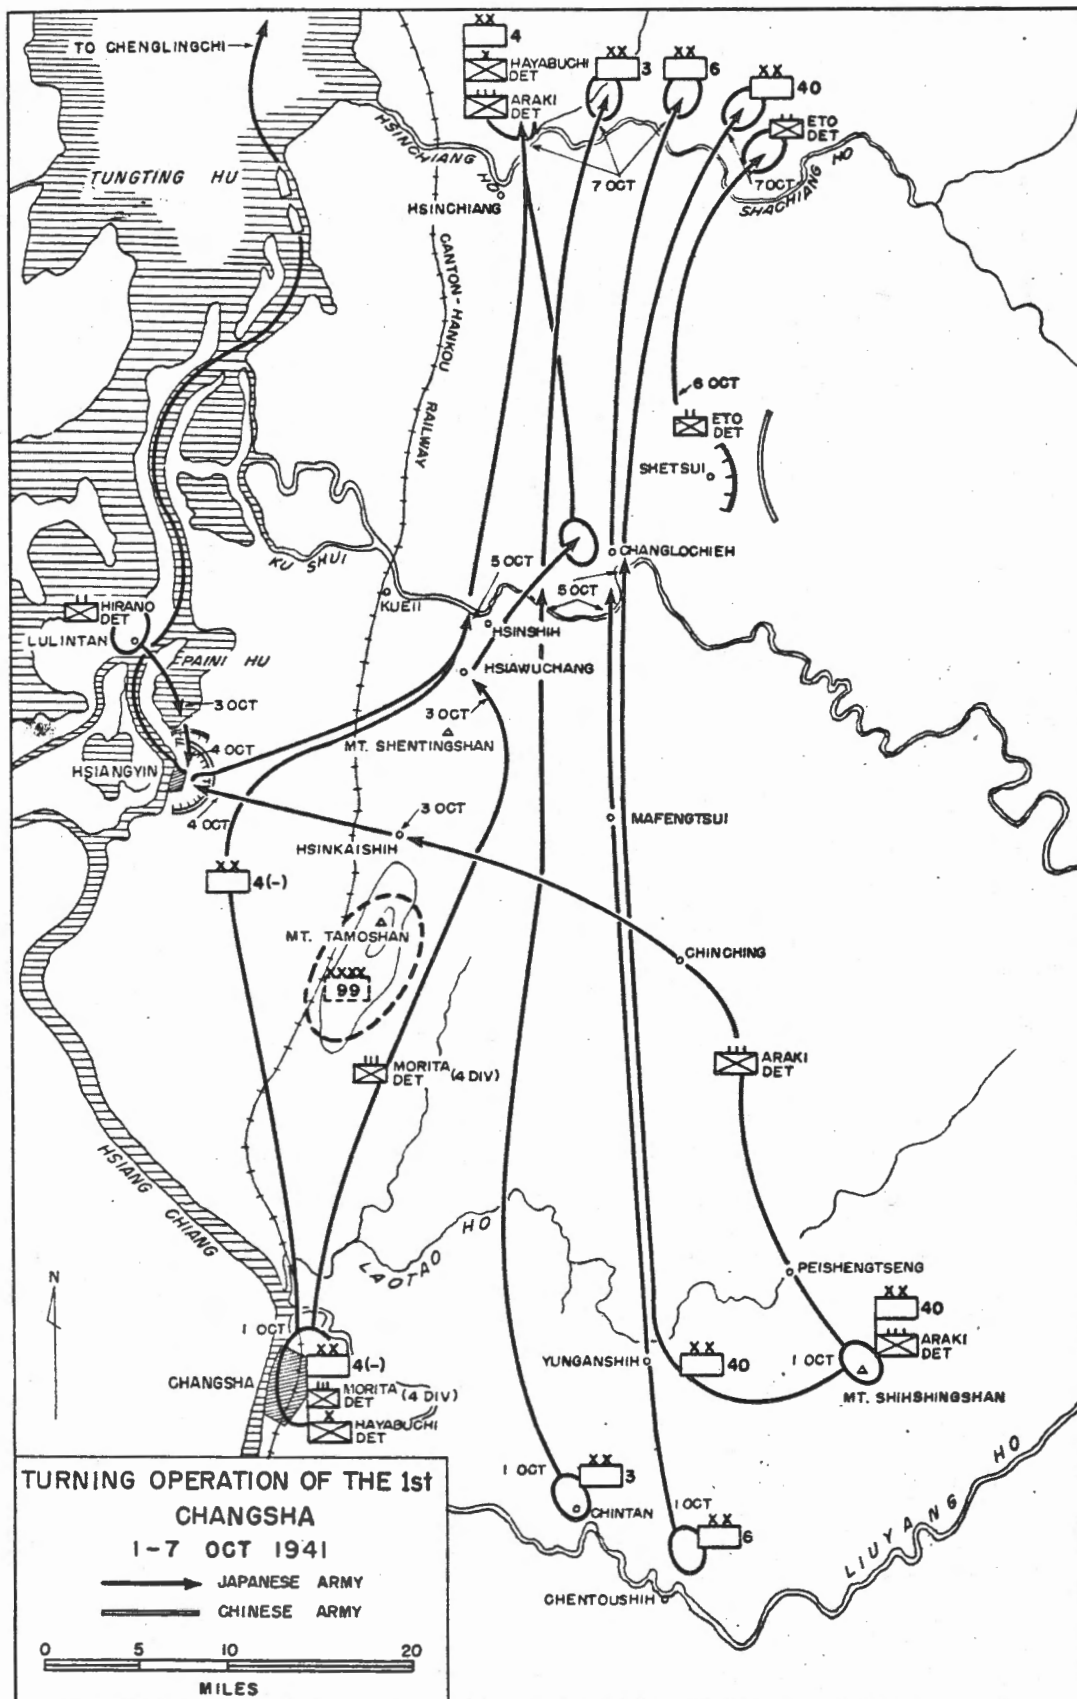 TO CHENGLINGCHI
XX
4
X
HAYABUCHI
DET
III
ARAKI
DET
XX
3
XX
6
XX
40
II
ETO
DET
HSINCHIANG
HO
7 OCT
7 OCT
SHACHIANG HO
TUNGTING HU
HSINCHIANG
CANTON-HANKOU
RAILWAY
6 OCT
II
ETO
DET
SHETSUI
KU SHUI
5 OCT
CHANGLOCHIEH
5 OCT
KUEII
II
HIRANO
DET
LULINTAN
HSINSHIH
PAINI HU
HSIAWUCHANG
3 OCT
3 OCT
MT. SHENTINGSHAN
4 OCT
HSIANGYIN
4 OCT
3 OCT
HSINKAISHIH
MAFENGTSUI
XX
4(-)
MT. TAMOSHAN
XXXX
99
CHINCHING
III
MORITA
DET
(4 DIV)
III
ARAKI
DET
HSIANG
CHIANG
LAOTAO HO
PEISHENGTSENG
N
XX
40
III
ARAKI
DET
1 OCT
1 OCT
MT. SHIHSHINGSHAN
XX
4(-)
CHANGSHA
III
MORITA
DET
(4 DIV)
X
HAYABUCHI
DET
YUNGANSHIH
XX
40
1 OCT
XX
3
CHINTAN
1 OCT
XX
6
CHENTOUSHIH
LIUYANG HO
TURNING OPERATION OF THE 1st
CHANGSHA
1-7 OCT 1941
JAPANESE ARMY
CHINESE ARMY
0 5 10 20
MILES